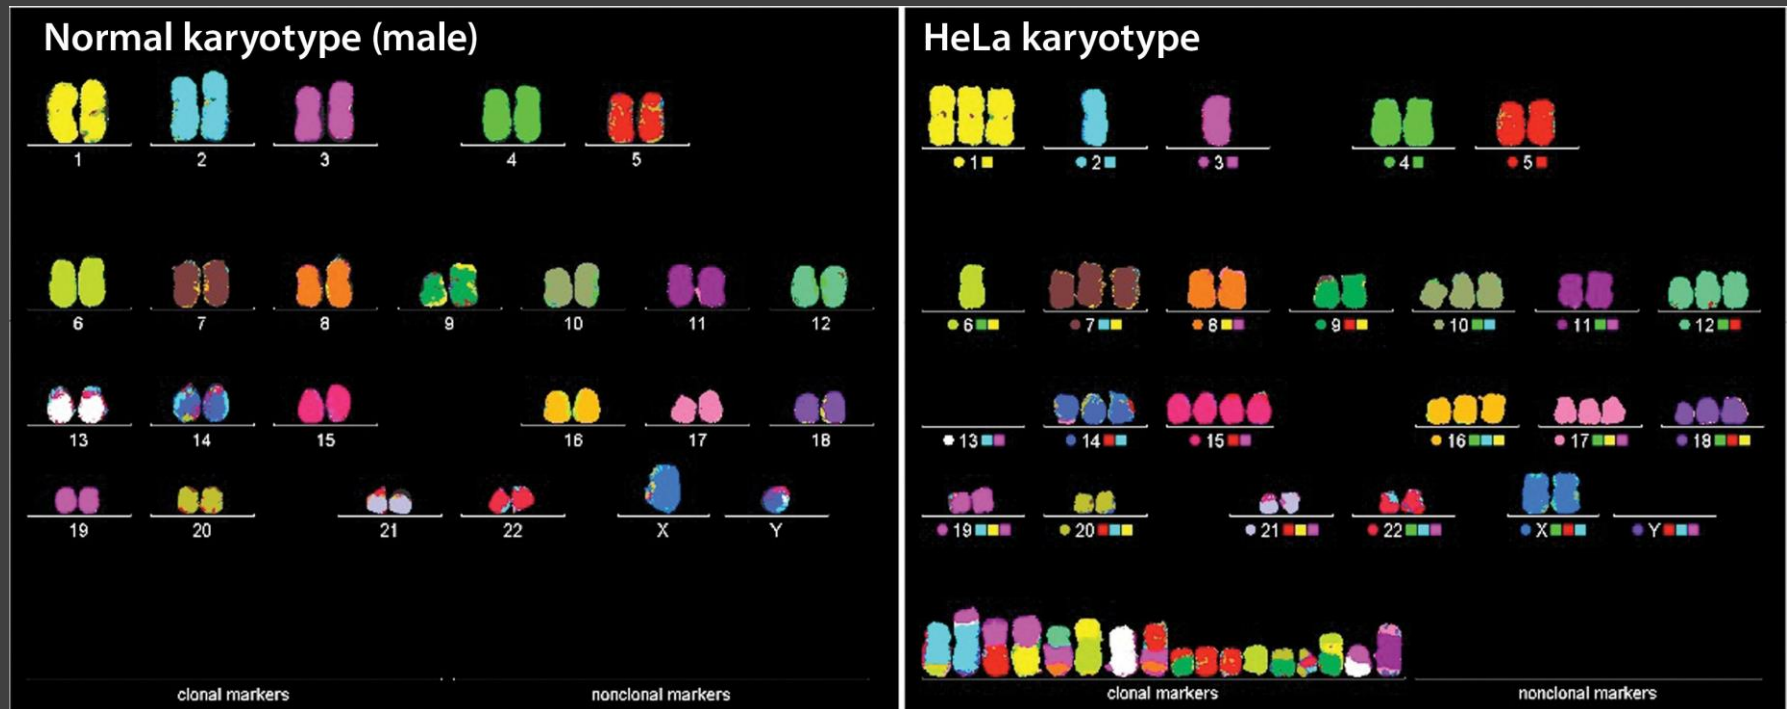 Normal karyotype (male)
1 2 3 4 5
6 7 8 9 10 11 12
13 14 15 16 17 18
19 20 21 22 X Y
clonal markers nonclonal markers
HeLa karyotype
1 2 3 4 5
6 7 8 9 10 11 12
13 14 15 16 17 18
19 20 21 22 X Y
clonal markers nonclonal markers